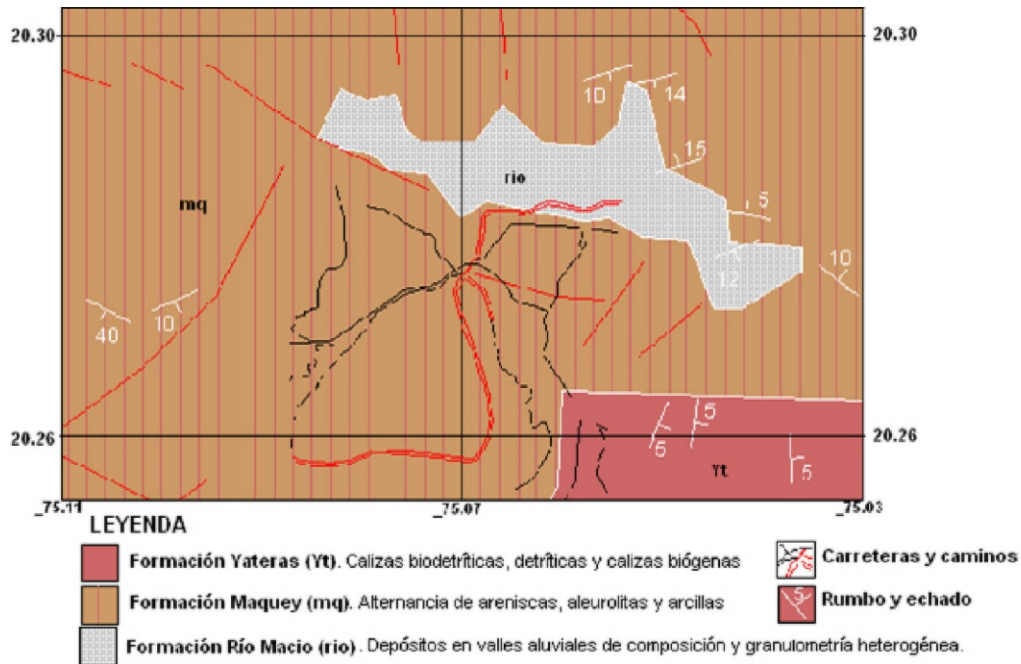 20.30 20.30
10 14
15
rio
mq
5
12 10
40 10
5
20.26 20.26
5
Yt 5
_75.11 _75.07 _75.03
LEYENDA
Formación Yateras (Yt). Calizas biodetríticas, detríticas y calizas biógenas
Carreteras y caminos
Formación Maquey (mq). Alternancia de areniscas, aleurolitas y arcillas
5
Rumbo y echado
Formación Río Macio (rio). Depósitos en valles aluviales de composición y granulometría heterogénea.